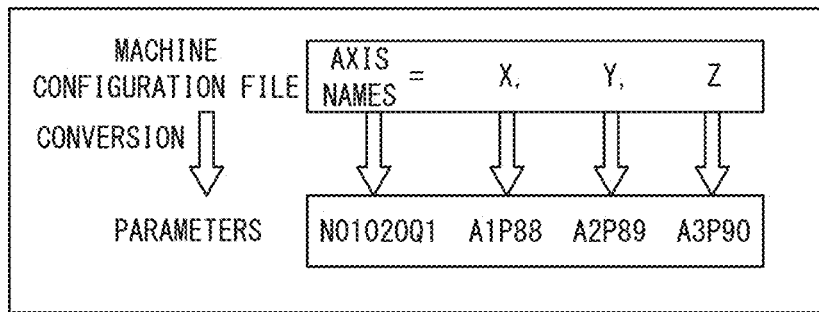 MACHINE
CONFIGURATION FILE
AXIS
NAMES = X, Y, Z
CONVERSION
PARAMETERS N01020Q1 A1P88 A2P89 A3P90